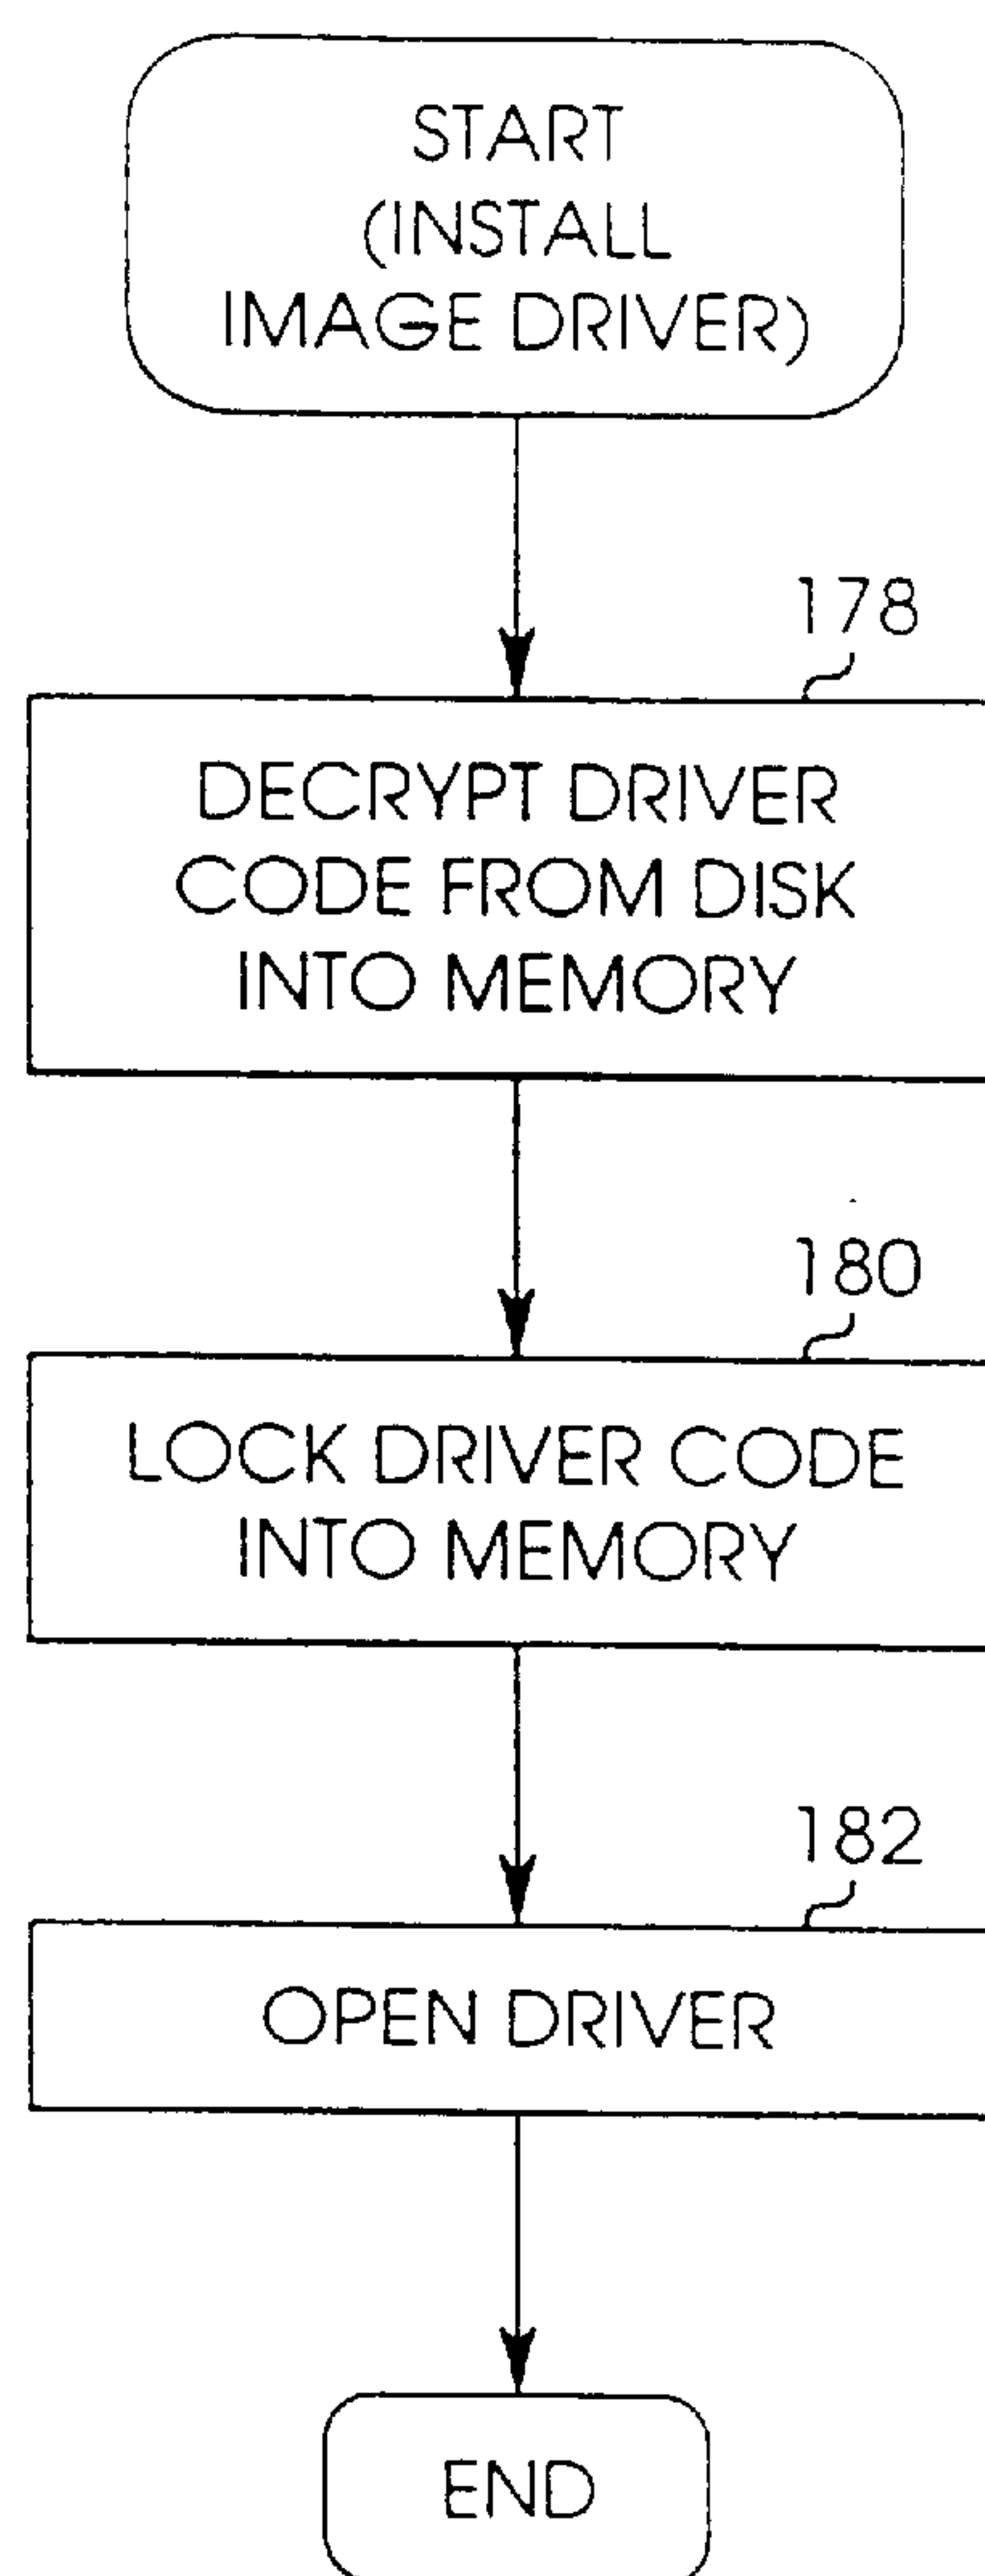 START
(INSTALL
IMAGE DRIVER)
178
DECRYPT DRIVER
CODE FROM DISK
INTO MEMORY
180
LOCK DRIVER CODE
INTO MEMORY
182
OPEN DRIVER
END